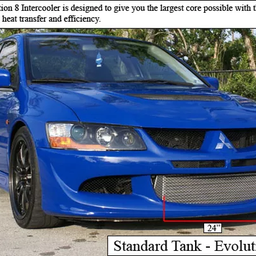 tion 8 Intercooler is designed to give you the largest core possible with t
heat transfer and efficiency.
24"
Standard Tank - Evoluti